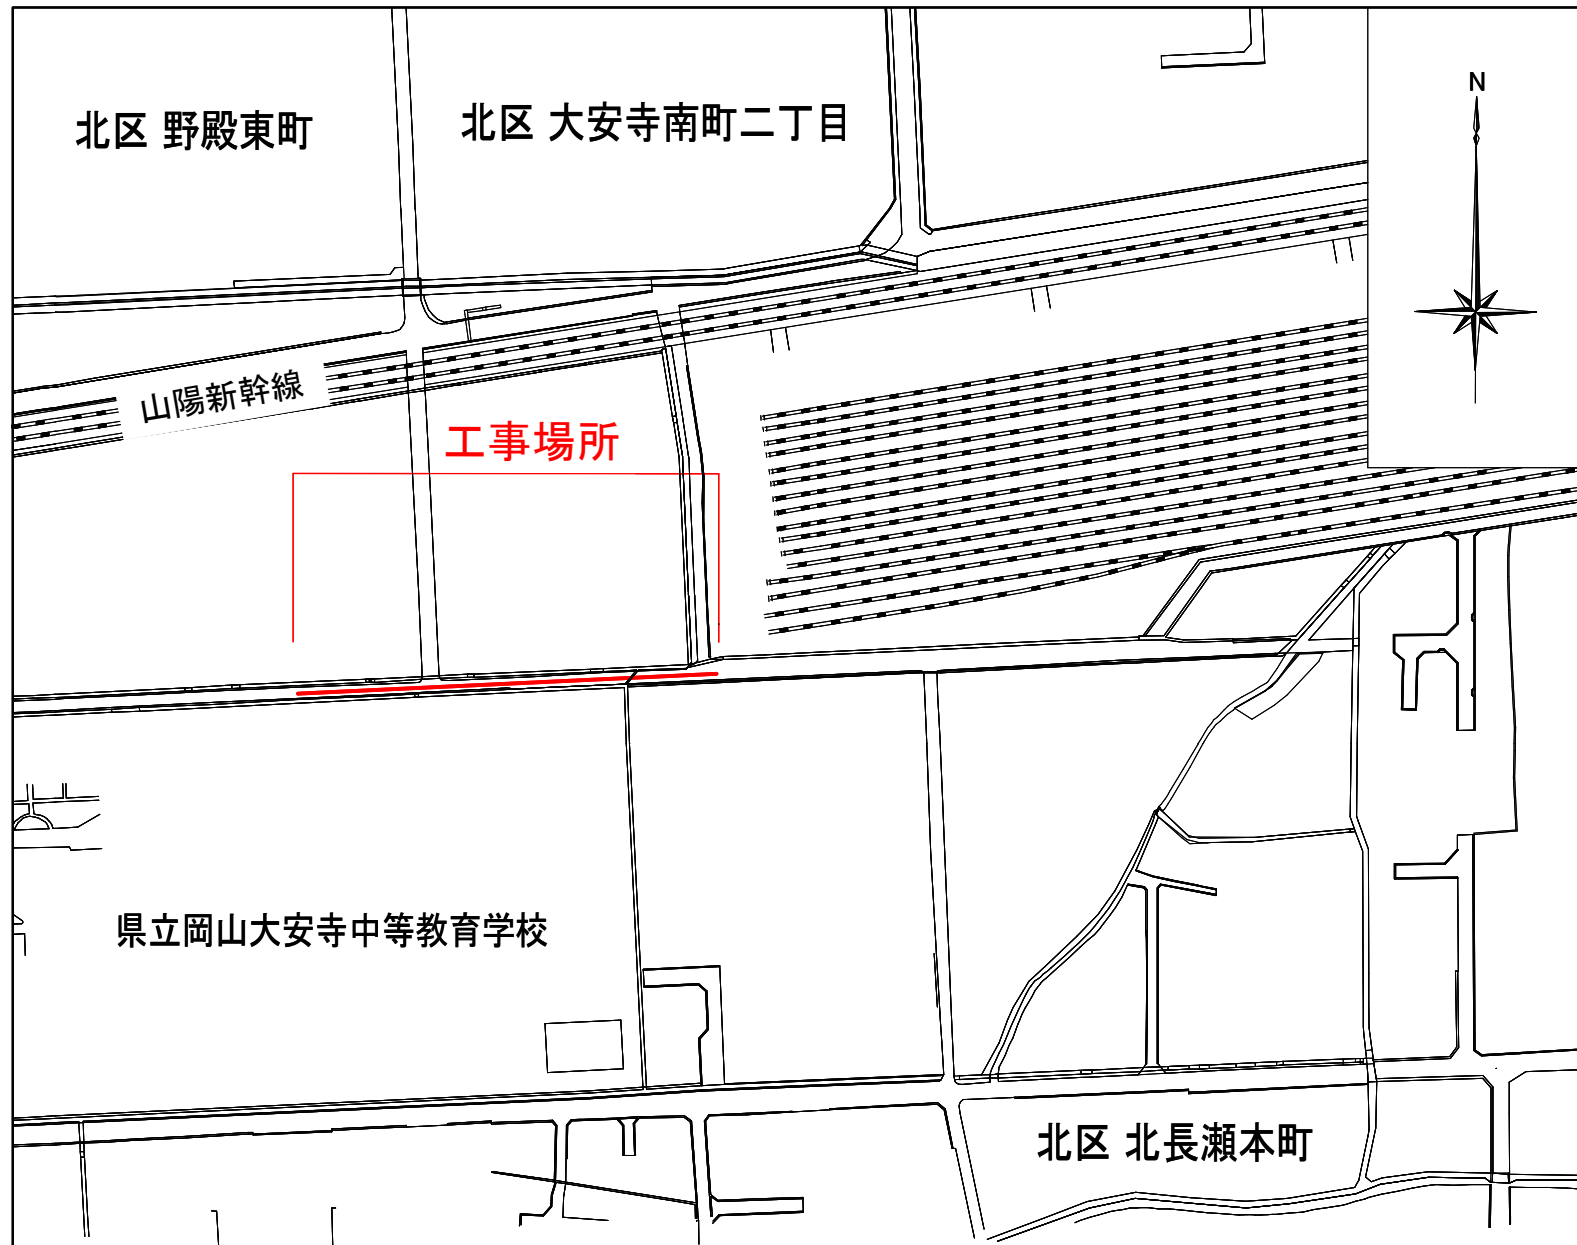 N
北区 野殿東町
北区 大安寺南町二丁目
山陽新幹線
工事場所
県立岡山大安寺中等教育学校
北区 北長瀬本町